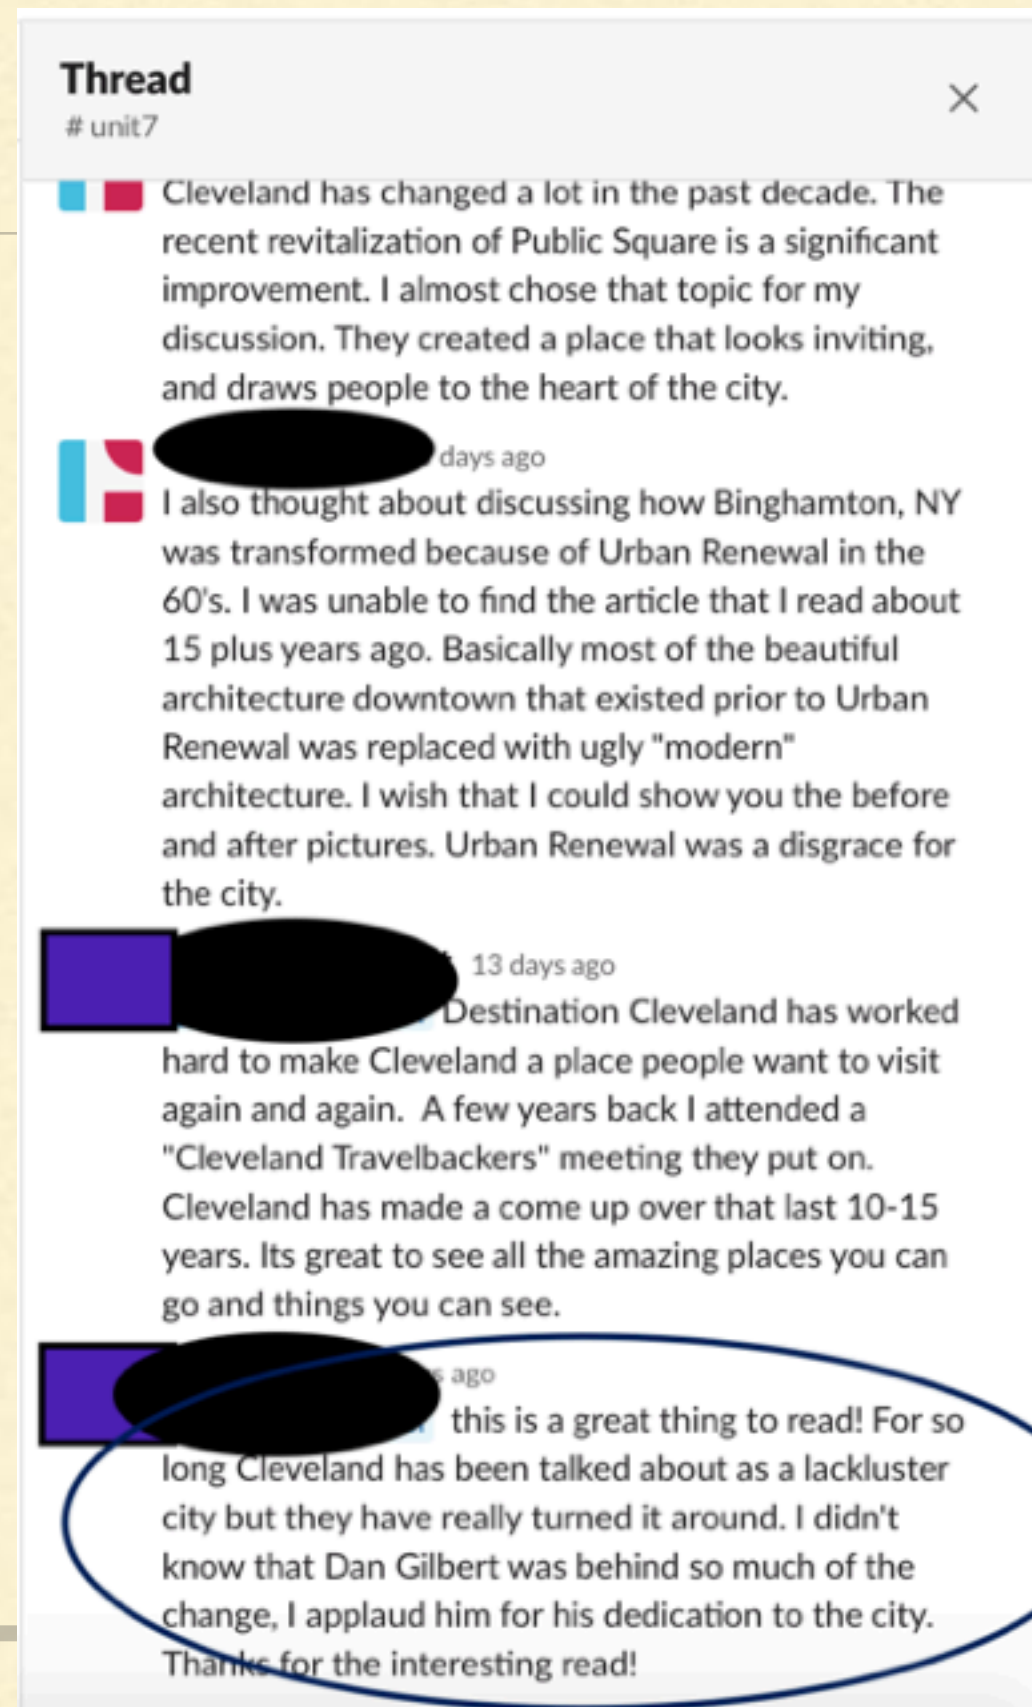 Thread
# unit7
Cleveland has changed a lot in the past decade. The
recent revitalization of Public Square is a significant
improvement. I almost chose that topic for my
discussion. They created a place that looks inviting,
and draws people to the heart of the city.
days ago
I also thought about discussing how Binghamton, NY
was transformed because of Urban Renewal in the
60's. I was unable to find the article that I read about
15 plus years ago. Basically most of the beautiful
architecture downtown that existed prior to Urban
Renewal was replaced with ugly "modern"
architecture. I wish that I could show you the before
and after pictures. Urban Renewal was a disgrace for
the city.
13 days ago
Destination Cleveland has worked
hard to make Cleveland a place people want to visit
again and again.  A few years back I attended a
"Cleveland Travelbackers" meeting they put on.
Cleveland has made a come up over that last 10-15
years. Its great to see all the amazing places you can
go and things you can see.
ago
this is a great thing to read! For so
long Cleveland has been talked about as a lackluster
city but they have really turned it around. I didn't
know that Dan Gilbert was behind so much of the
change, I applaud him for his dedication to the city.
Thanks for the interesting read!